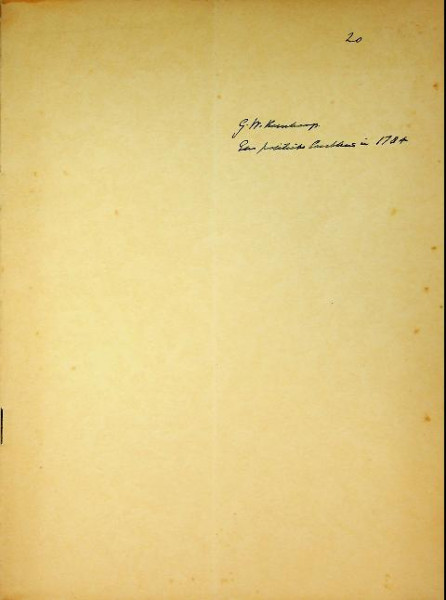 20
G. W. Kernkamp
Een politieke in 1784